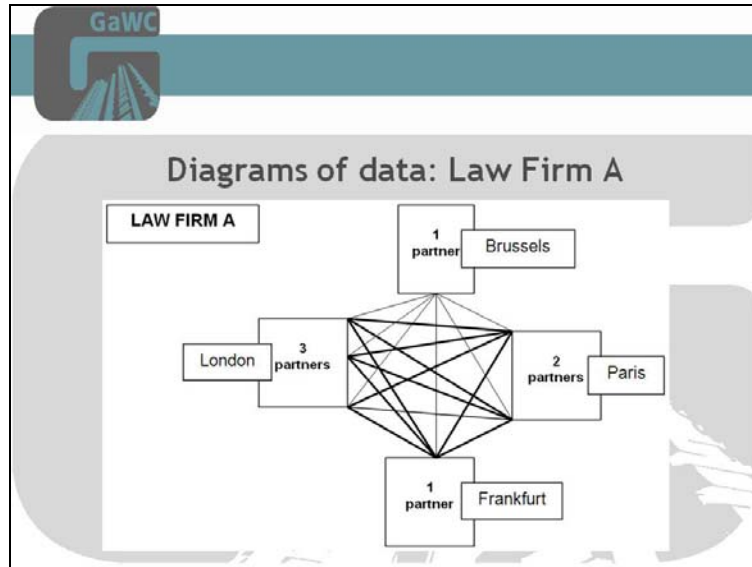 GaWC
Diagrams of data: Law Firm A
LAW FIRM A
1
partner
Brussels
London
3
partners
2
partners
Paris
1
partner
Frankfurt